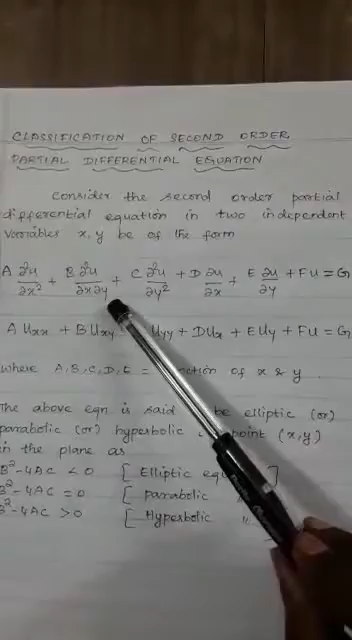 CLASSIFICATION OF SECOND ORDER
PARTIAL DIFFERENTIAL EQUATION
Consider the second order partial
differential equation in two independent
variables x, y be of the form
A ∂²u/∂x² + B ∂²u/∂x∂y + C ∂²u/∂y² + D ∂u/∂x + E ∂u/∂y + Fu = G
A Uxx + B Uxy Uyy + DUx + EUy + Fu = G
where A, B, C, D, E = of x & y.
The above eqn is said be elliptic (or)
parabolic (or) hyperbolic point (x,y)
in the plane as
B²-4AC < 0 [Elliptic ]
B²-4AC = 0 [parabolic
B²-4AC > 0 [Hyperbolic "